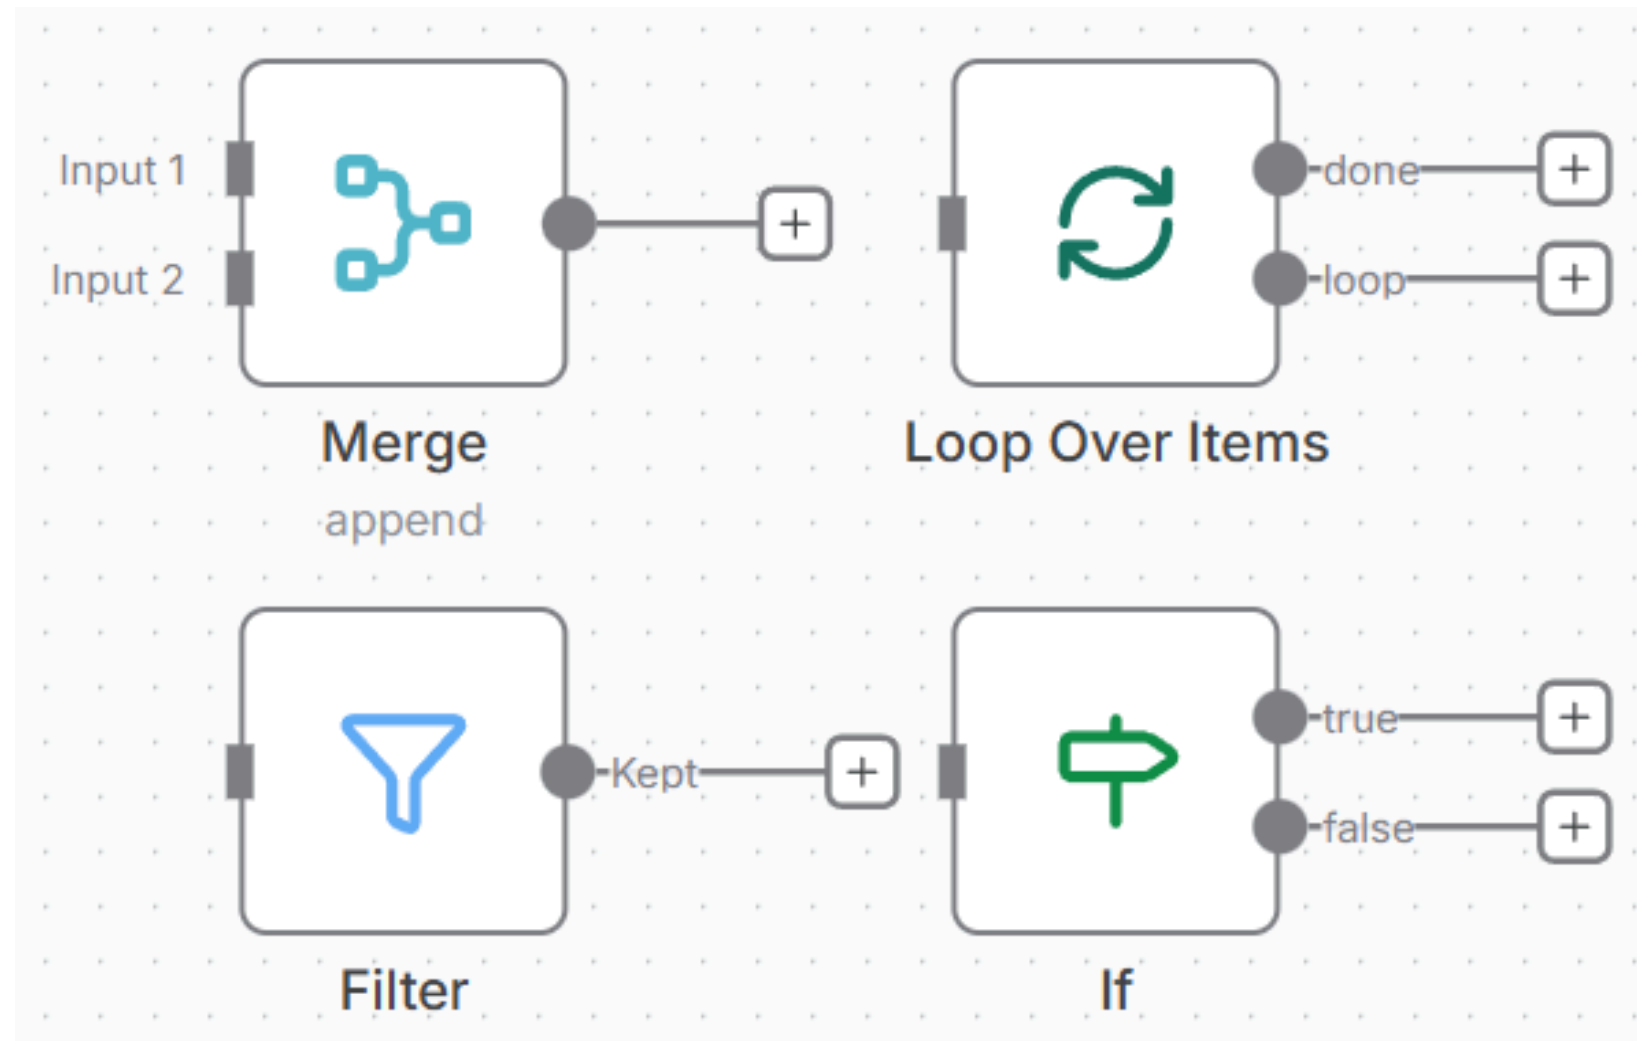 Input 1
Input 2
Merge
append
done
loop
Loop Over Items
Kept
Filter
true
false
If